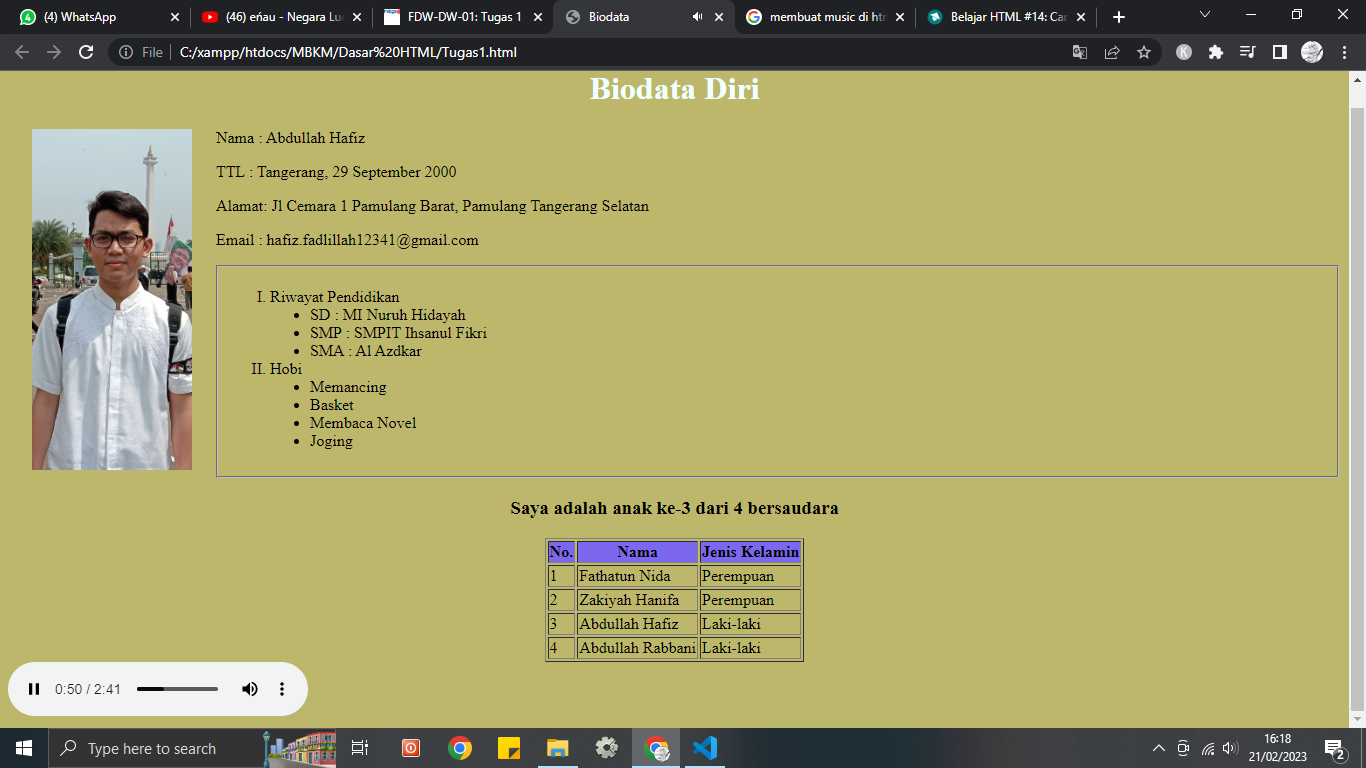 (4) WhatsApp
(46) eńau - Negara Lu
FDW-DW-01: Tugas 1
Biodata
membuat music di htm
Belajar HTML #14: Car
File
C:/xampp/htdocs/MBKM/Dasar%20HTML/Tugas1.html
K
Biodata Diri
Nama : Abdullah Hafiz
TTL : Tangerang, 29 September 2000
Alamat: Jl Cemara 1 Pamulang Barat, Pamulang Tangerang Selatan
Email : hafiz.fadlillah12341@gmail.com
I. Riwayat Pendidikan
• SD : MI Nuruh Hidayah
• SMP : SMPIT Ihsanul Fikri
• SMA : Al Azdkar
II. Hobi
• Memancing
• Basket
• Membaca Novel
• Joging
Saya adalah anak ke-3 dari 4 bersaudara
No. Nama Jenis Kelamin
1 Fathatun Nida Perempuan
2 Zakiyah Hanifa Perempuan
3 Abdullah Hafiz Laki-laki
4 Abdullah Rabbani Laki-laki
0:50 / 2:41
Type here to search
16:18
21/02/2023
2